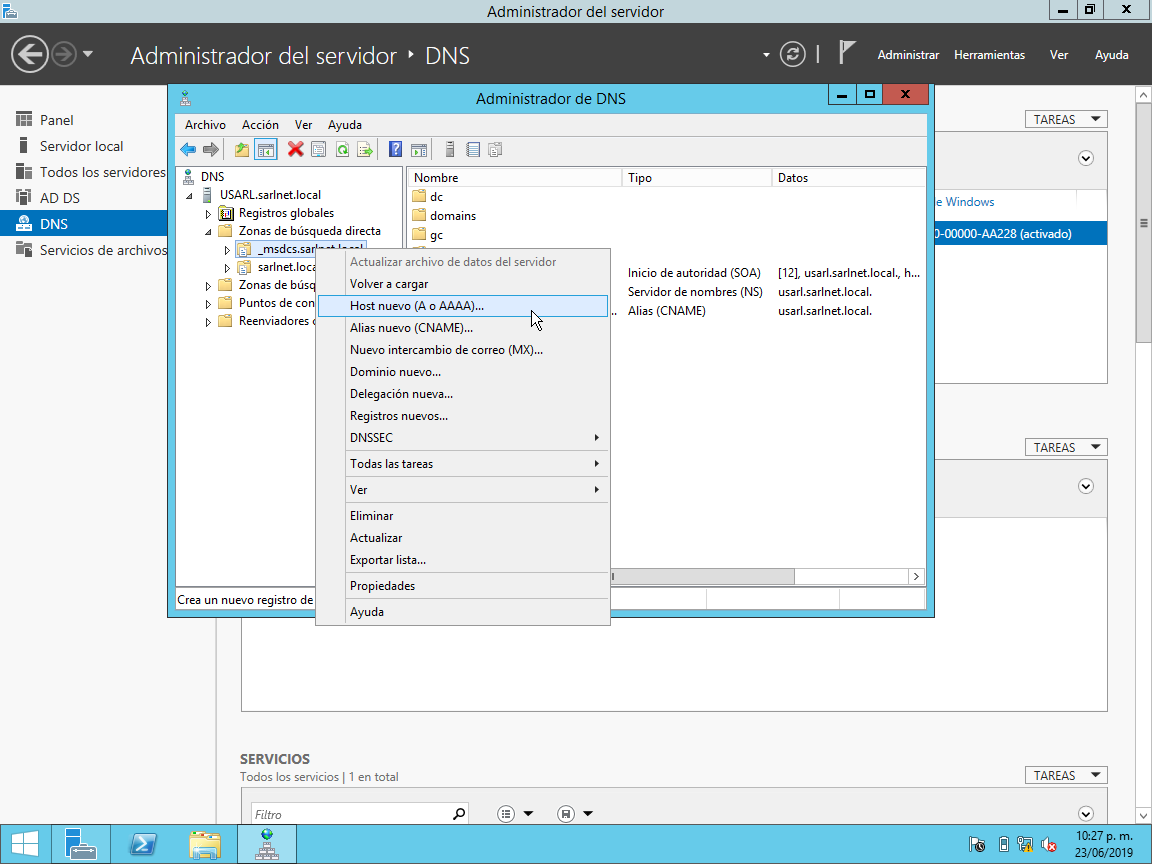 Administrador del servidor
Administrador del servidor ‣ DNS
Administrar Herramientas Ver Ayuda
Panel
Servidor local
Todos los servidores
AD DS
DNS
Servicios de archivos
TAREAS
e Windows
0-00000-AA228 (activado)
TAREAS
Administrador de DNS
Archivo Acción Ver Ayuda
DNS
USARL.sarlnet.local
Registros globales
Zonas de búsqueda directa
_msdcs.sarlnet.local
sarlnet.loca
Zonas de búsq
Puntos de con
Reenviadores
Nombre Tipo Datos
dc
domains
gc
Inicio de autoridad (SOA) [12], usarl.sarlnet.local., h...
Servidor de nombres (NS) usarl.sarlnet.local.
.. Alias (CNAME) usarl.sarlnet.local.
Actualizar archivo de datos del servidor
Volver a cargar
Host nuevo (A o AAAA)...
Alias nuevo (CNAME)...
Nuevo intercambio de correo (MX)...
Dominio nuevo...
Delegación nueva...
Registros nuevos...
DNSSEC
Todas las tareas
Ver
Eliminar
Actualizar
Exportar lista...
Propiedades
Ayuda
Crea un nuevo registro de
SERVICIOS
Todos los servicios | 1 en total
TAREAS
Filtro
10:27 p. m.
23/06/2019